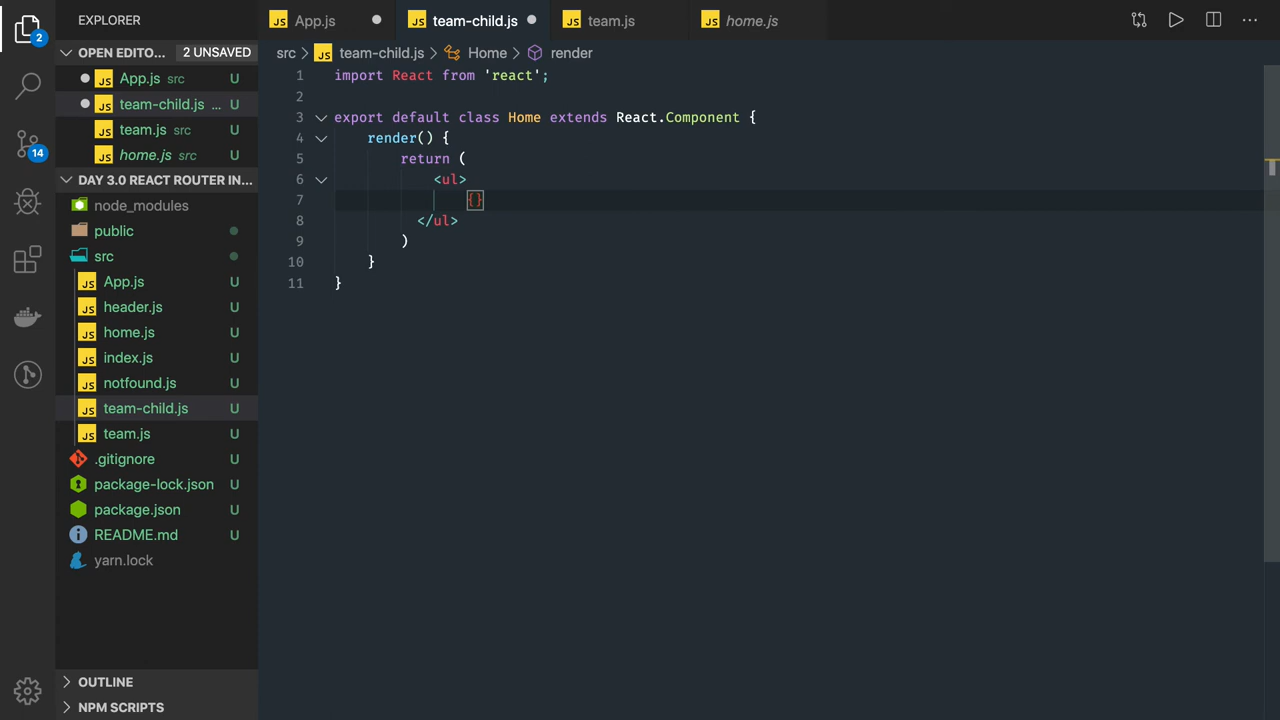 EXPLORER
App.js
team-child.js
team.js
home.js
2
OPEN EDITO...
2 UNSAVED
App.js src U
team-child.js ... U
team.js src U
home.js src U
14
DAY 3.0 REACT ROUTER IN...
node_modules
public
src
App.js U
header.js U
home.js U
index.js U
notfound.js U
team-child.js U
team.js U
.gitignore U
package-lock.json U
package.json U
README.md U
yarn.lock
OUTLINE
NPM SCRIPTS
src > team-child.js > Home > render
1 import React from 'react';
2
3 export default class Home extends React.Component {
4 render() {
5 return (
6 <ul>
7 {}
8 </ul>
9 )
10 }
11 }